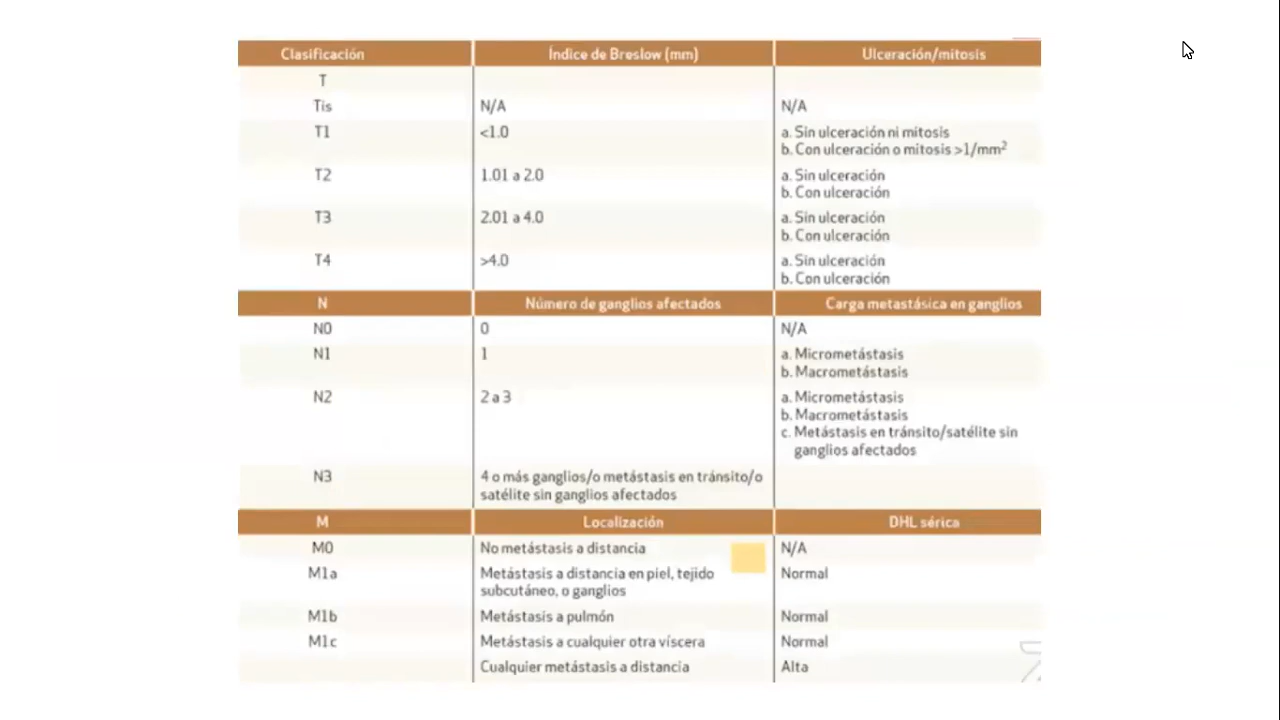 Clasificación Índice de Breslow (mm) Ulceración/mitosis
T
Tis N/A N/A
T1 <1.0 a. Sin ulceración ni mitosis
b. Con ulceración o mitosis >1/mm²
T2 1.01 a 2.0 a. Sin ulceración
b. Con ulceración
T3 2.01 a 4.0 a. Sin ulceración
b. Con ulceración
T4 >4.0 a. Sin ulceración
b. Con ulceración
N Número de ganglios afectados Carga metastásica en ganglios
N0 0 N/A
N1 1 a. Micrometástasis
b. Macrometástasis
N2 2 a 3 a. Micrometástasis
b. Macrometástasis
c. Metástasis en tránsito/satélite sin
ganglios afectados
N3 4 o más ganglios/o metástasis en tránsito/o
satélite sin ganglios afectados
M Localización DHL sérica
M0 No metástasis a distancia N/A
M1a Metástasis a distancia en piel, tejido Normal
subcutáneo, o ganglios
M1b Metástasis a pulmón Normal
M1c Metástasis a cualquier otra víscera Normal
Cualquier metástasis a distancia Alta